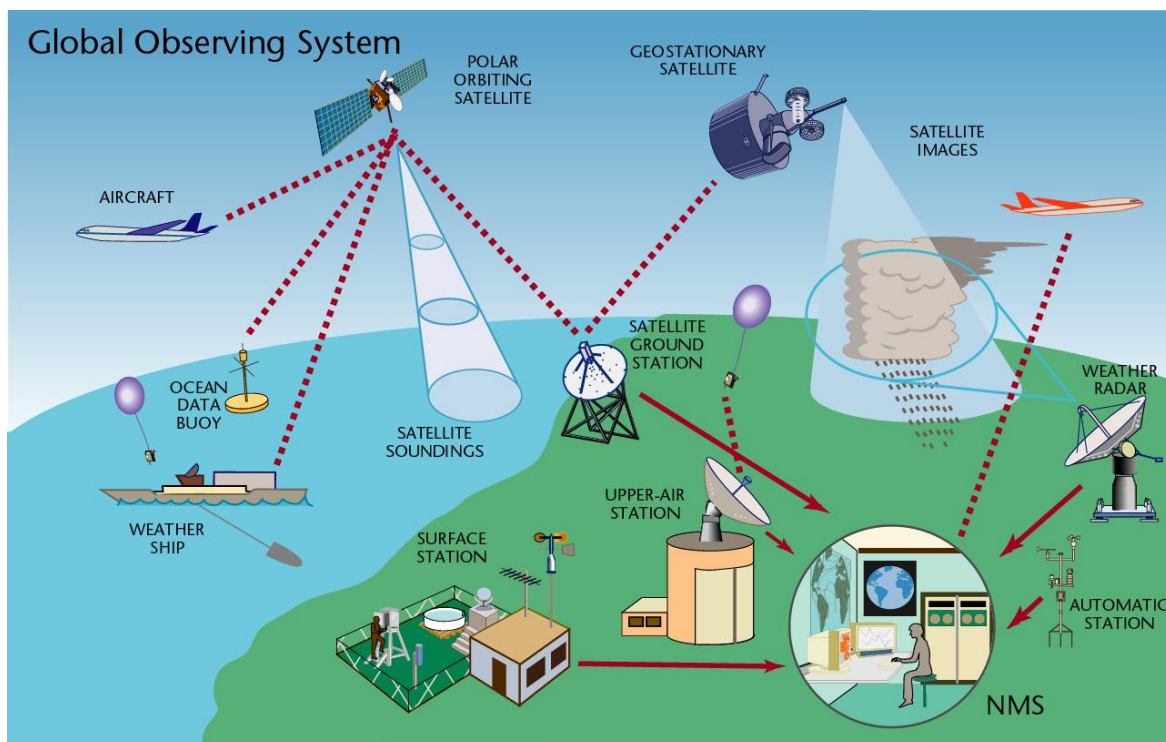 Global Observing System
POLAR
ORBITING
SATELLITE
GEOSTATIONARY
SATELLITE
SATELLITE
IMAGES
AIRCRAFT
SATELLITE
GROUND
STATION
WEATHER
RADAR
OCEAN
DATA
BUOY
SATELLITE
SOUNDINGS
UPPER-AIR
STATION
WEATHER
SHIP
SURFACE
STATION
AUTOMATIC
STATION
NMS